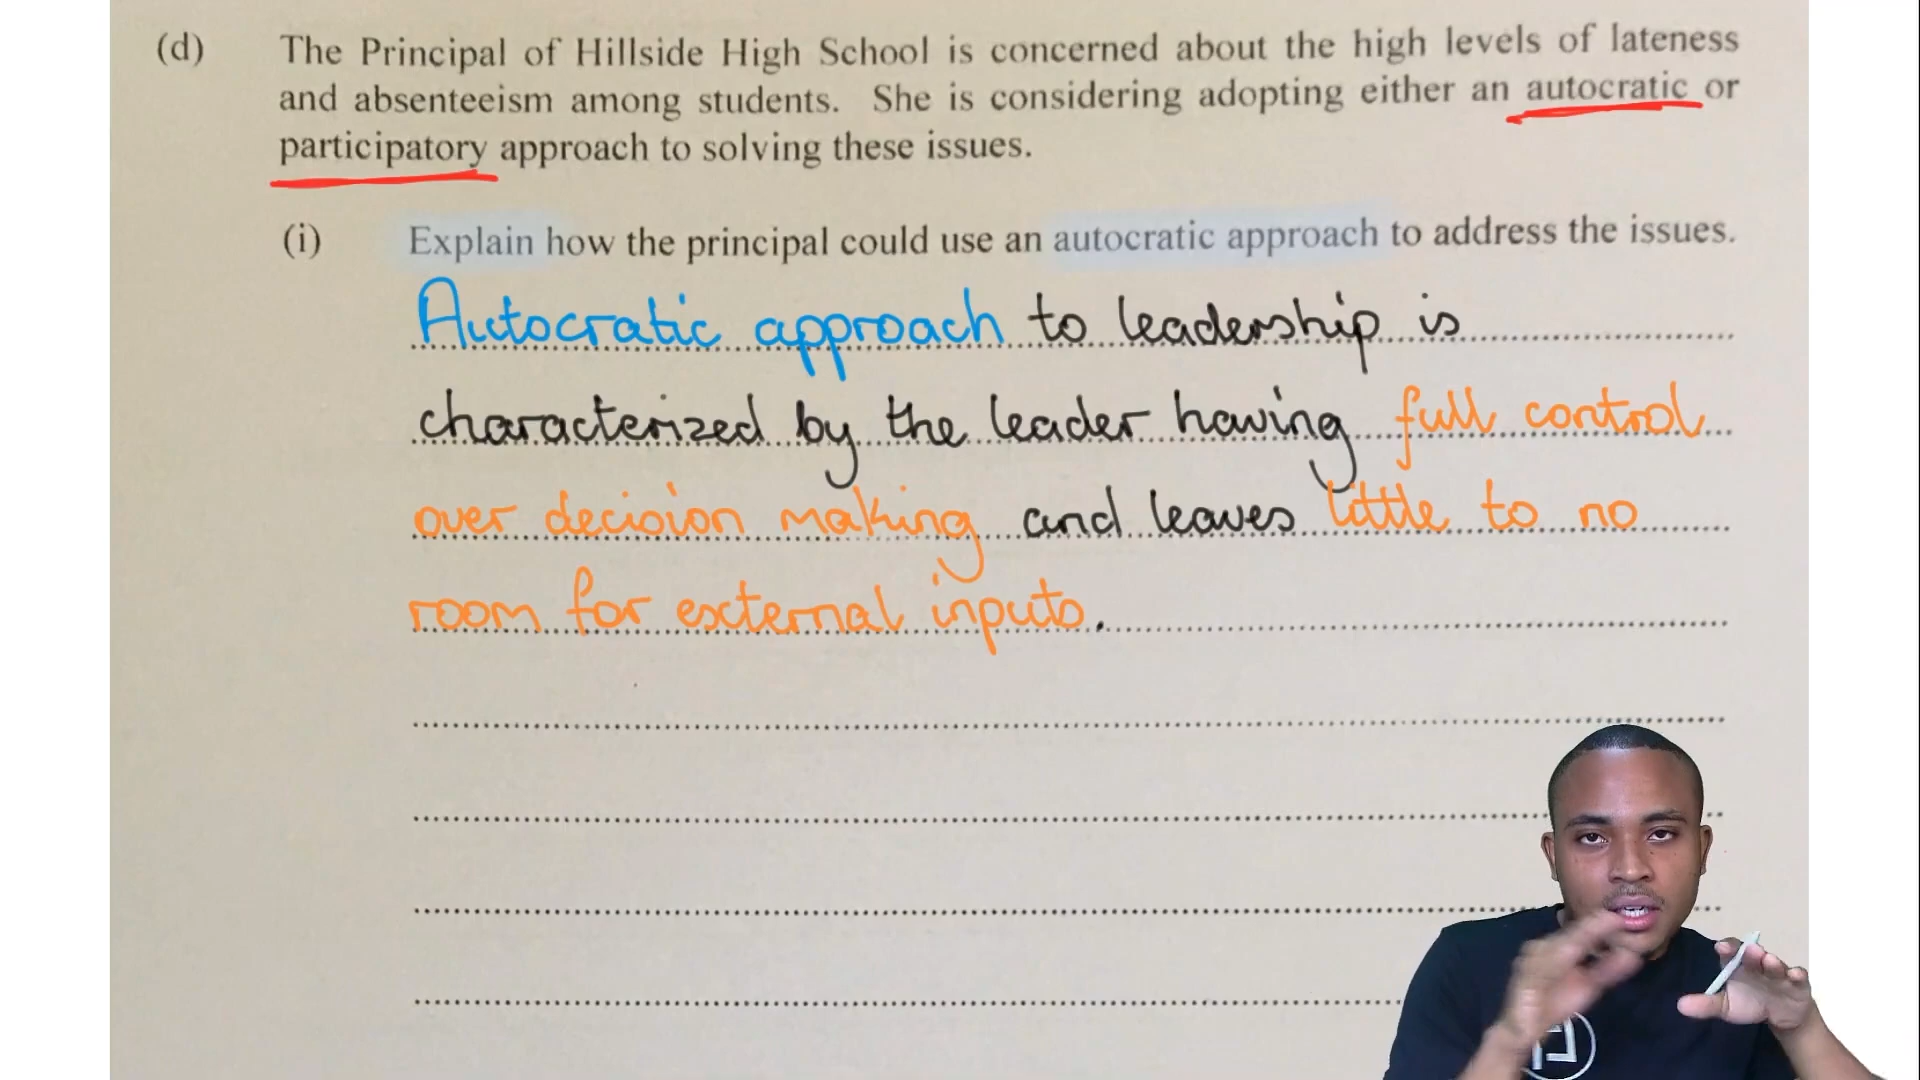 (d) The Principal of Hillside High School is concerned about the high levels of lateness
and absenteeism among students. She is considering adopting either an autocratic or
participatory approach to solving these issues.
(i) Explain how the principal could use an autocratic approach to address the issues.
Autocratic approach to leadership is
characterized by the leader having full control
over decision making and leaves little to no
room for external inputs.